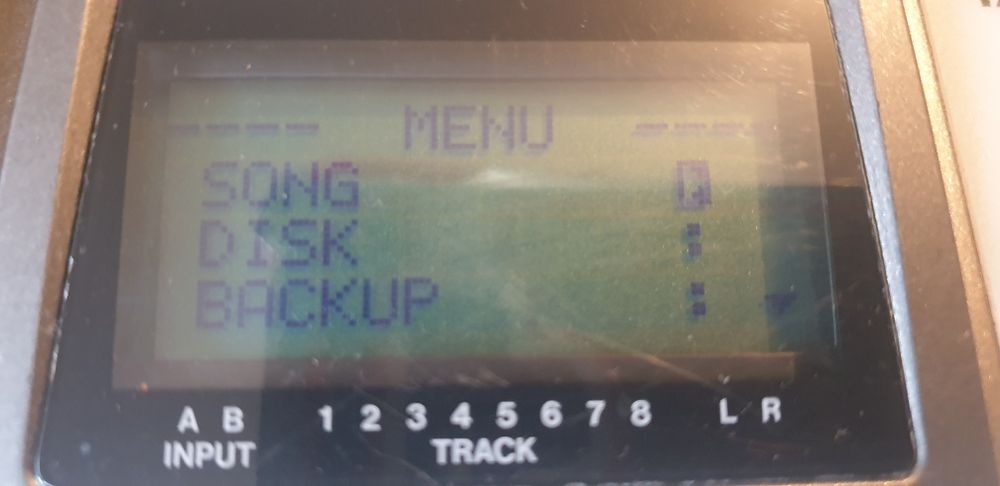 ---- MENU ----
SONG
DISK :
BACKUP :
A B 1 2 3 4 5 6 7 8 L R
INPUT TRACK